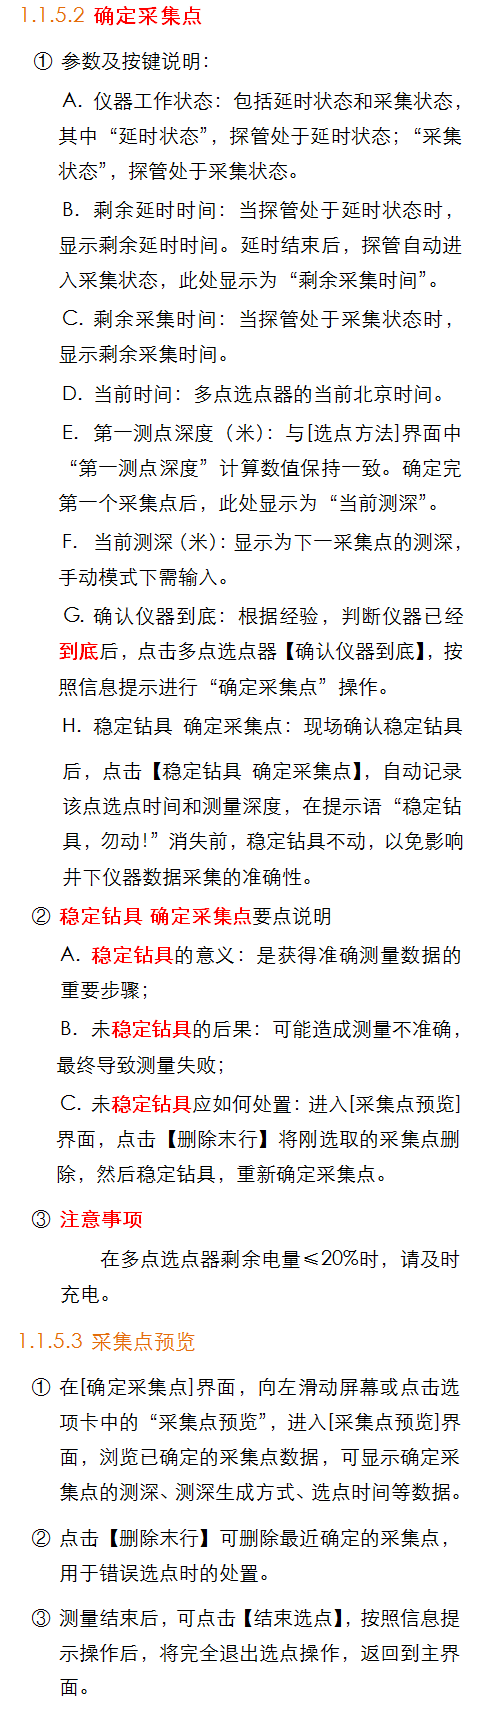 1.1.5.2 确定采集点
① 参数及按键说明：
A. 仪器工作状态：包括延时状态和采集状态，
其中“延时状态”，探管处于延时状态；“采集
状态”，探管处于采集状态。
B. 剩余延时时间：当探管处于延时状态时，
显示剩余延时时间。延时结束后，探管自动进
入采集状态，此处显示为“剩余采集时间”。
C. 剩余采集时间：当探管处于采集状态时，
显示剩余采集时间。
D. 当前时间：多点选点器的当前北京时间。
E. 第一测点深度（米）：与[选点方法]界面中
“第一测点深度”计算数值保持一致。确定完
第一个采集点后，此处显示为“当前测深”。
F. 当前测深（米）：显示为下一采集点的测深，
手动模式下需输入。
G. 确认仪器到底：根据经验，判断仪器已经
到底后，点击多点选点器【确认仪器到底】，按
照信息提示进行“确定采集点”操作。
H. 稳定钻具 确定采集点：现场确认稳定钻具
后，点击【稳定钻具 确定采集点】，自动记录
该点选点时间和测量深度，在提示语“稳定钻
具，勿动！”消失前，稳定钻具不动，以免影响
井下仪器数据采集的准确性。
② 稳定钻具 确定采集点要点说明
A. 稳定钻具的意义：是获得准确测量数据的
重要步骤；
B. 未稳定钻具的后果：可能造成测量不准确，
最终导致测量失败；
C. 未稳定钻具应如何处置：进入[采集点预览]
界面，点击【删除末行】将刚选取的采集点删
除，然后稳定钻具，重新确定采集点。
③ 注意事项
在多点选点器剩余电量≤20%时，请及时
充电。
1.1.5.3 采集点预览
① 在[确定采集点]界面，向左滑动屏幕或点击选
项卡中的“采集点预览”，进入[采集点预览]界
面，浏览已确定的采集点数据，可显示确定采
集点的测深、测深生成方式、选点时间等数据。
② 点击【删除末行】可删除最近确定的采集点，
用于错误选点时的处置。
③ 测量结束后，可点击【结束选点】，按照信息提
示操作后，将完全退出选点操作，返回到主界
面。